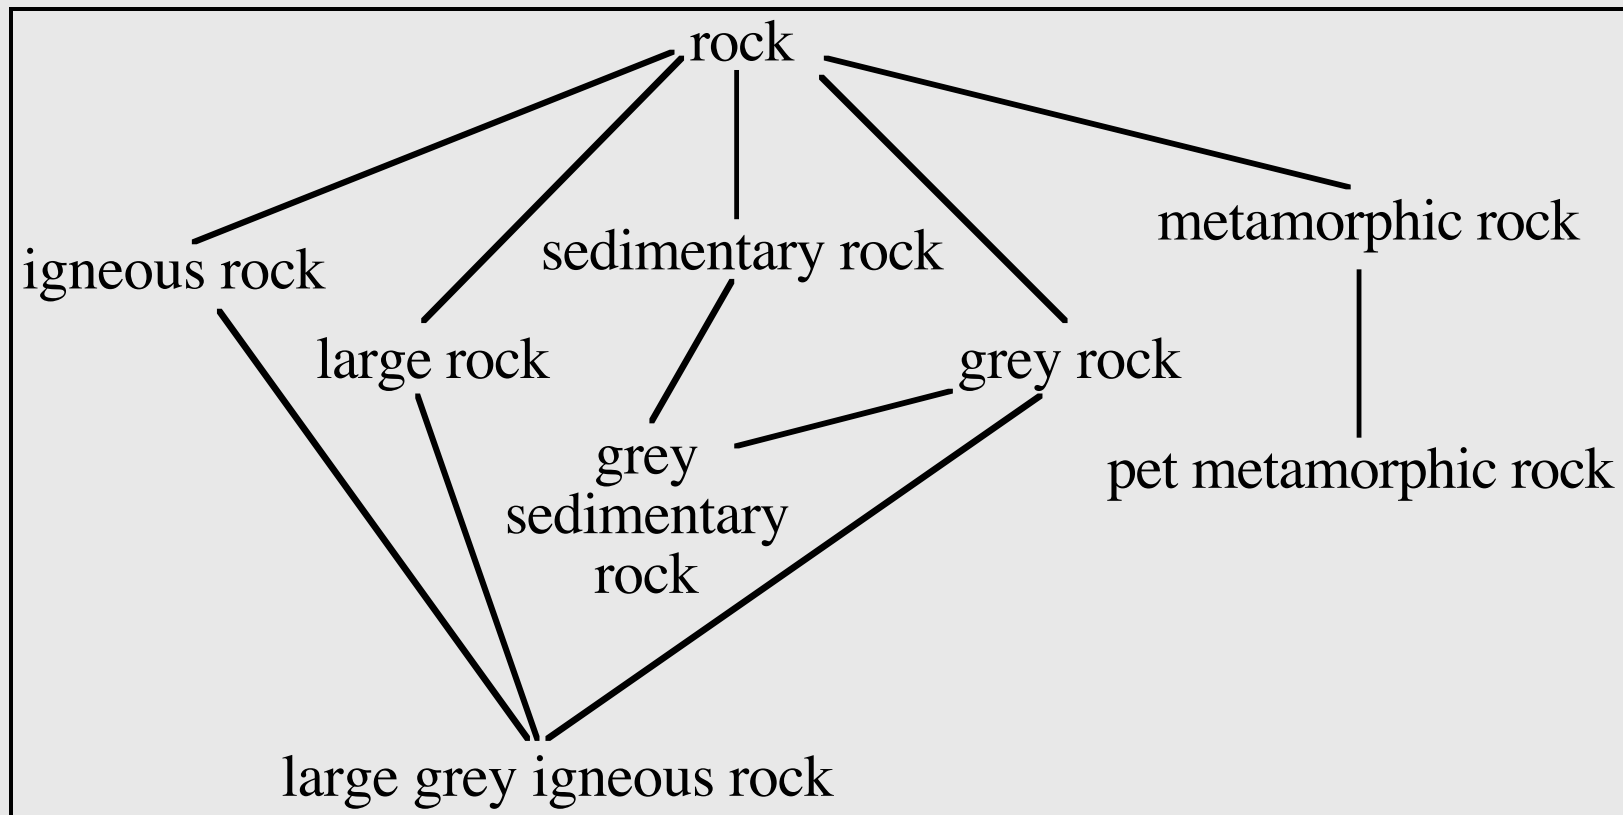 rock
metamorphic rock
sedimentary rock
igneous rock
large rock
grey rock
grey
sedimentary
rock
pet metamorphic rock
large grey igneous rock